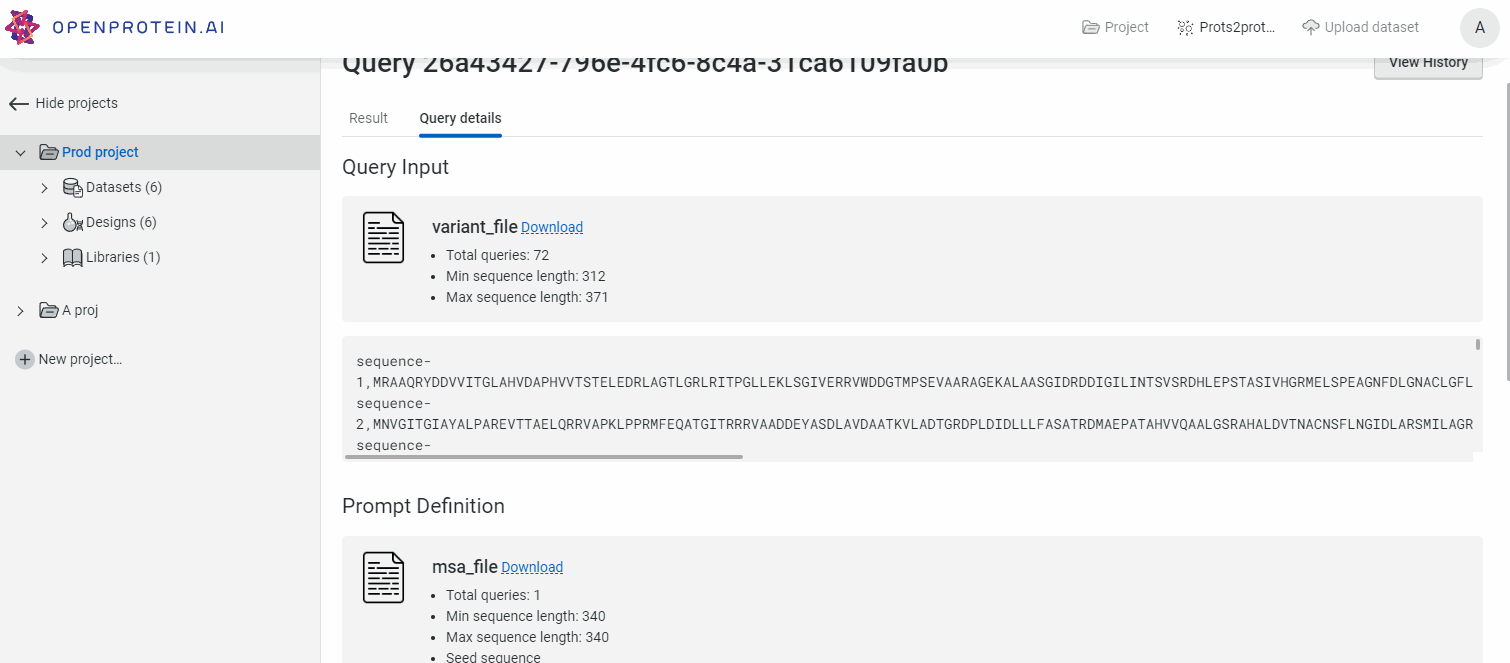 OPENPROTEIN.AI
Project
Prots2prot...
Upload dataset
A
Hide projects
Prod project
Datasets (6)
Designs (6)
Libraries (1)
A proj
New project...
Query 26a43427-796e-4fc6-8c4a-31ca6109fa0b
View History
Result
Query details
Query Input
variant_file Download
Total queries: 72
Min sequence length: 312
Max sequence length: 371
sequence-
1,MRAAQRYDDVVITGLAHVDAPHVVTSTELEDRLAGTLGRLRITPGLLEKLSGIVERRVWDDGTMPSEVAARAGEKALAASGIDRDDIGILINTSVSRDHLEPSTASIVHGRMELSPEAGNFDLGNACLGFL
sequence-
2,MNVGITGIAYALPAREVTTAELQRRVAPKLPPRMFEQATGITRRRVAADDEYASDLAVDAATKVLADTGRDPLDIDLLLFASATRDMAEPATAHVVQAALGSRAHALDVTNACNSFLNGIDLARSMILAGR
sequence-
Prompt Definition
msa_file Download
Total queries: 1
Min sequence length: 340
Max sequence length: 340
Seed sequence